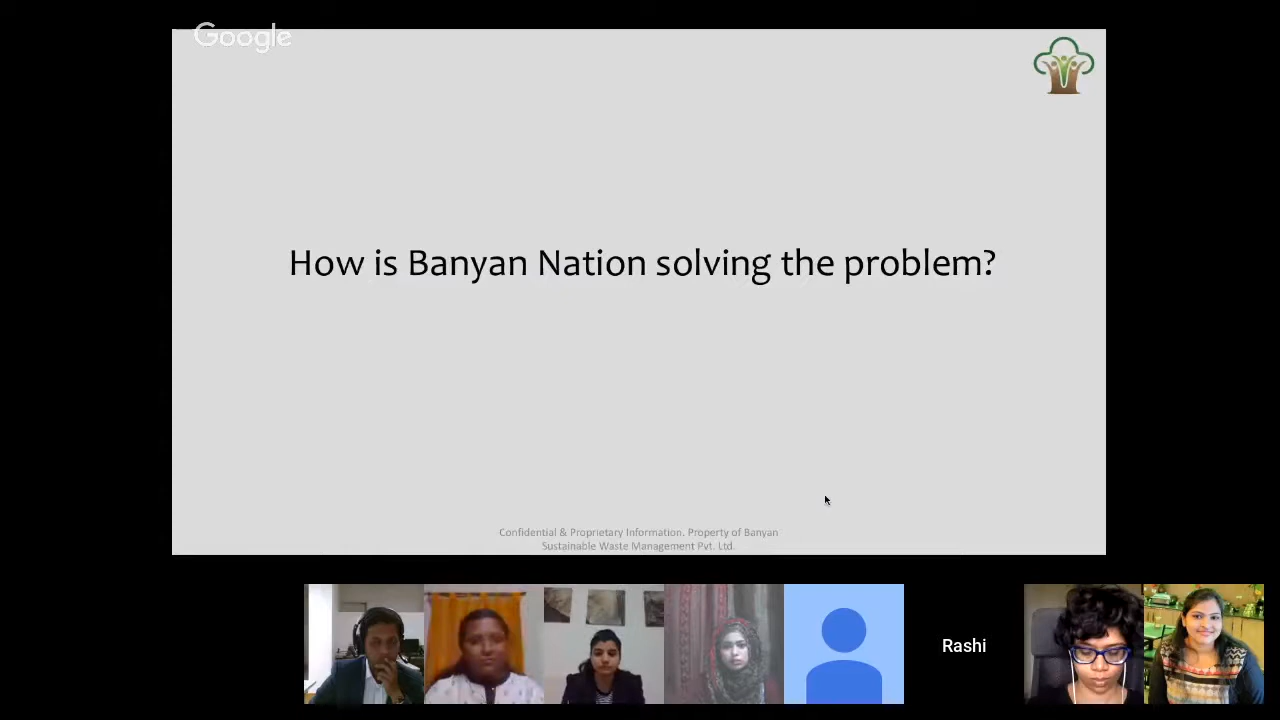 Google
How is Banyan Nation solving the problem?
Confidential & Proprietary Information. Property of Banyan
Sustainable Waste Management Pvt. Ltd.
Rashi